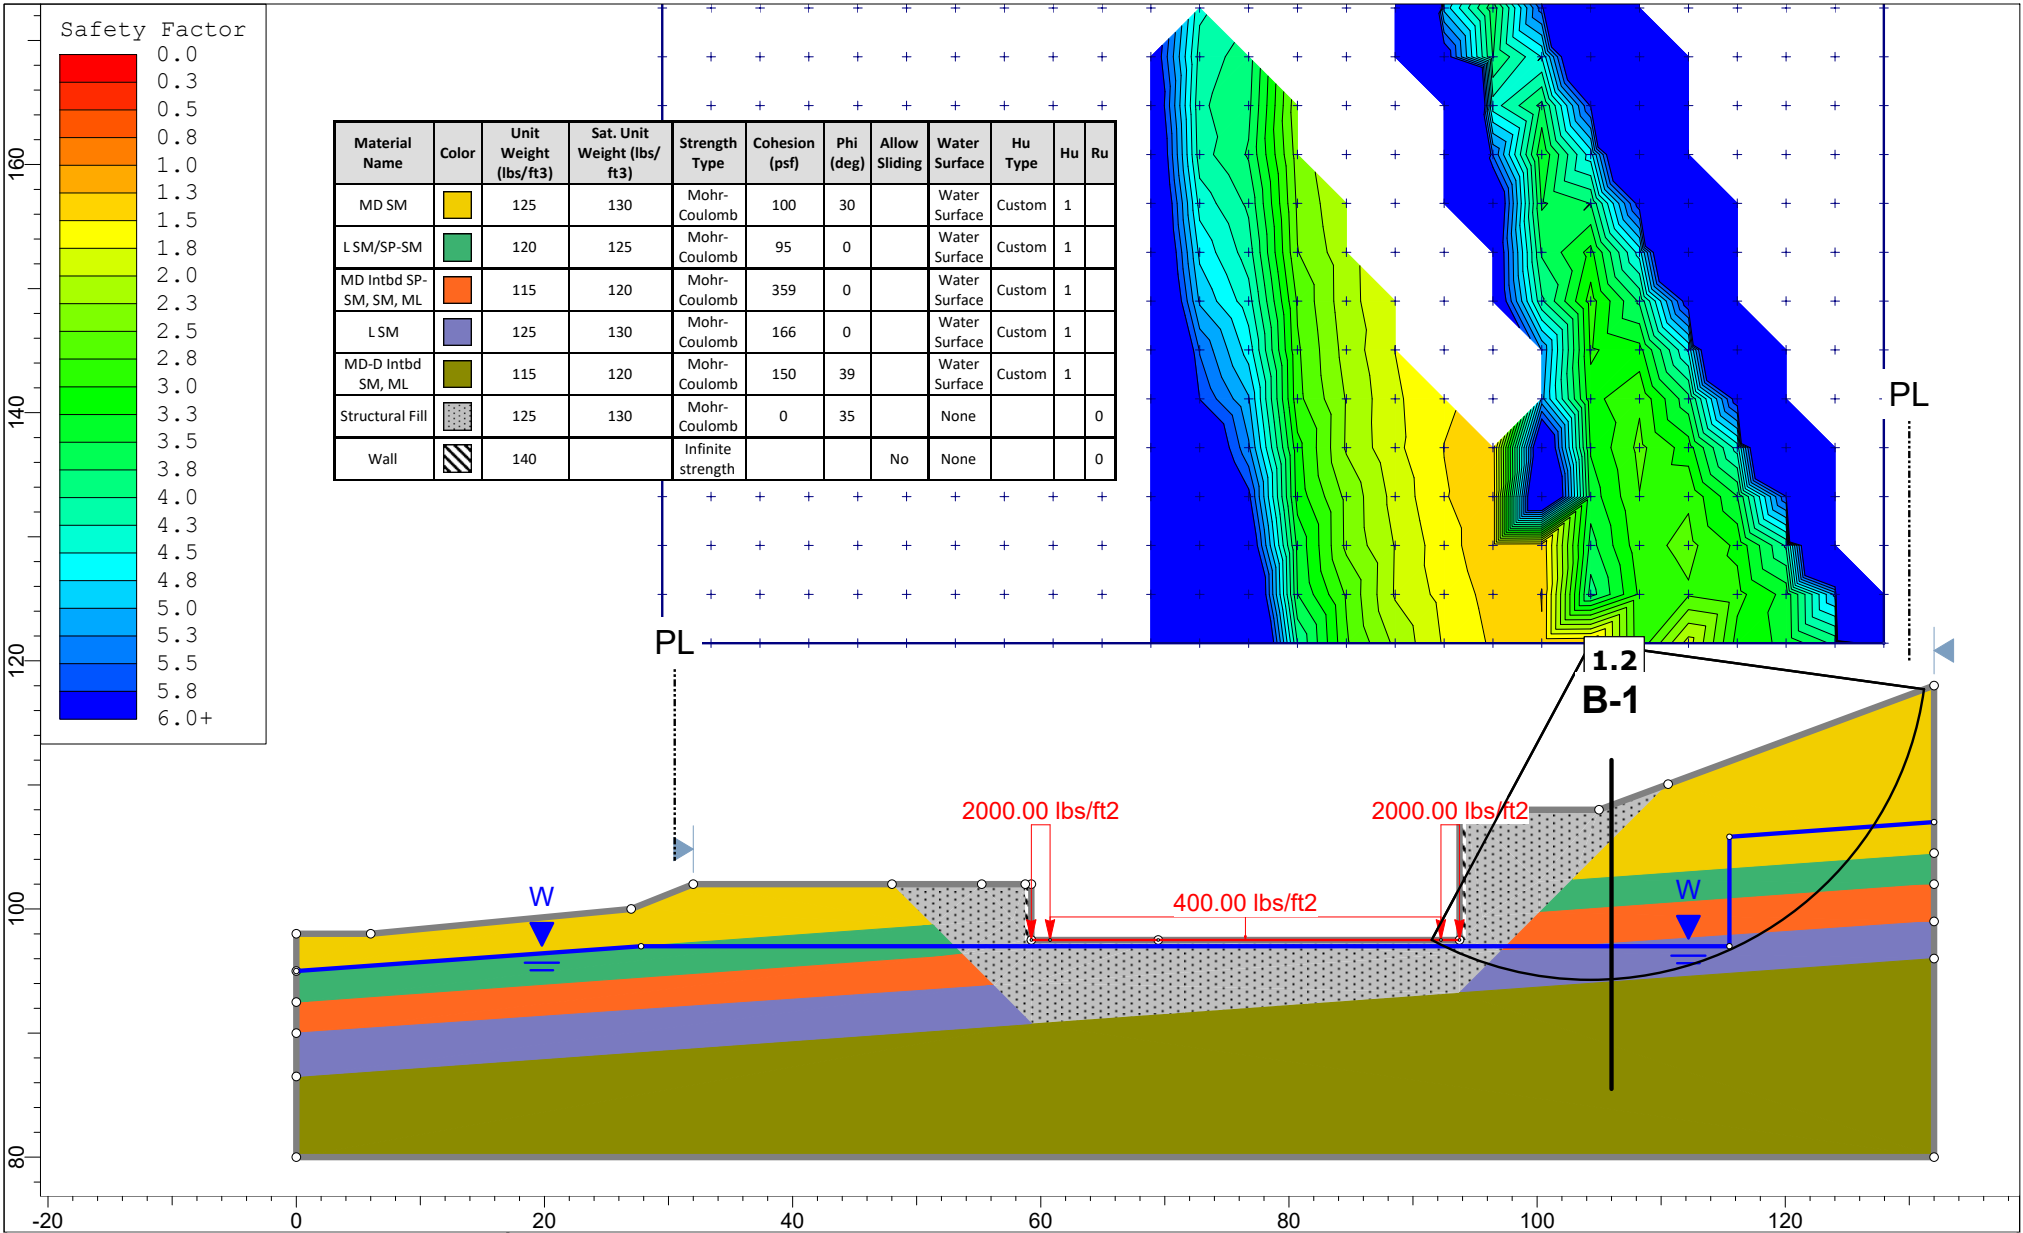 Safety Factor
0.0
0.3
0.5
0.8
1.0
1.3
1.5
1.8
2.0
2.3
2.5
2.8
3.0
3.3
3.5
3.8
4.0
4.3
4.5
4.8
5.0
5.3
5.5
5.8
6.0+
Material Name Color Unit Weight (lbs/ft3) Sat. Unit Weight (lbs/ft3) Strength Type Cohesion (psf) Phi (deg) Allow Sliding Water Surface Hu Type Hu Ru
MD SM 125 130 Mohr-Coulomb 100 30 Water Surface Custom 1
L SM/SP-SM 120 125 Mohr-Coulomb 95 0 Water Surface Custom 1
MD Intbd SP-SM, SM, ML 115 120 Mohr-Coulomb 359 0 Water Surface Custom 1
L SM 125 130 Mohr-Coulomb 166 0 Water Surface Custom 1
MD-D Intbd SM, ML 115 120 Mohr-Coulomb 150 39 Water Surface Custom 1
Structural Fill 125 130 Mohr-Coulomb 0 35 None 0
Wall 140 Infinite strength No None 0
PL
PL
1.2
B-1
2000.00 lbs/ft2
2000.00 lbs/ft2
400.00 lbs/ft2
W
W
160
140
120
100
80
-20 0 20 40 60 80 100 120